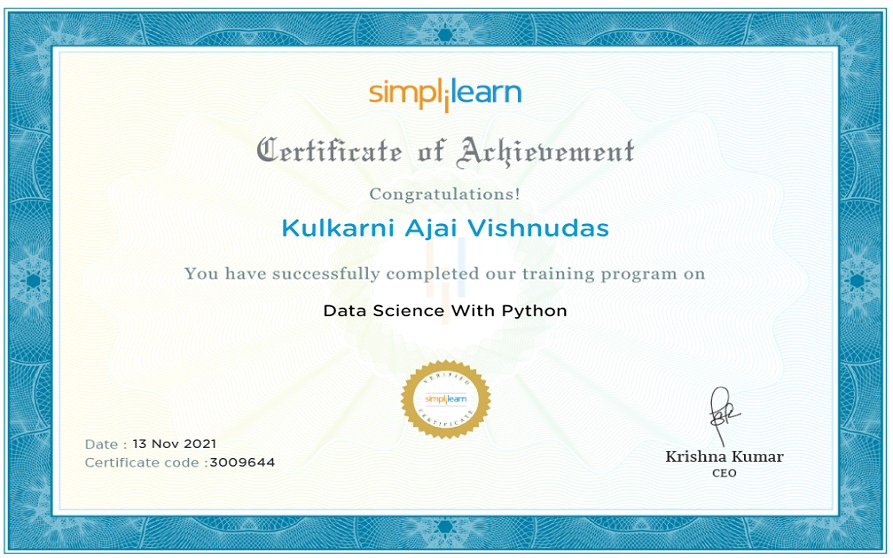 simplilearn
Certificate of Achievement
Congratulations!
Kulkarni Ajai Vishnudas
You have successfully completed our training program on
Data Science With Python
VERIFIED
simplilearn
CERTIFICATE
Date : 13 Nov 2021
Certificate code :3009644
Krishna Kumar
CEO